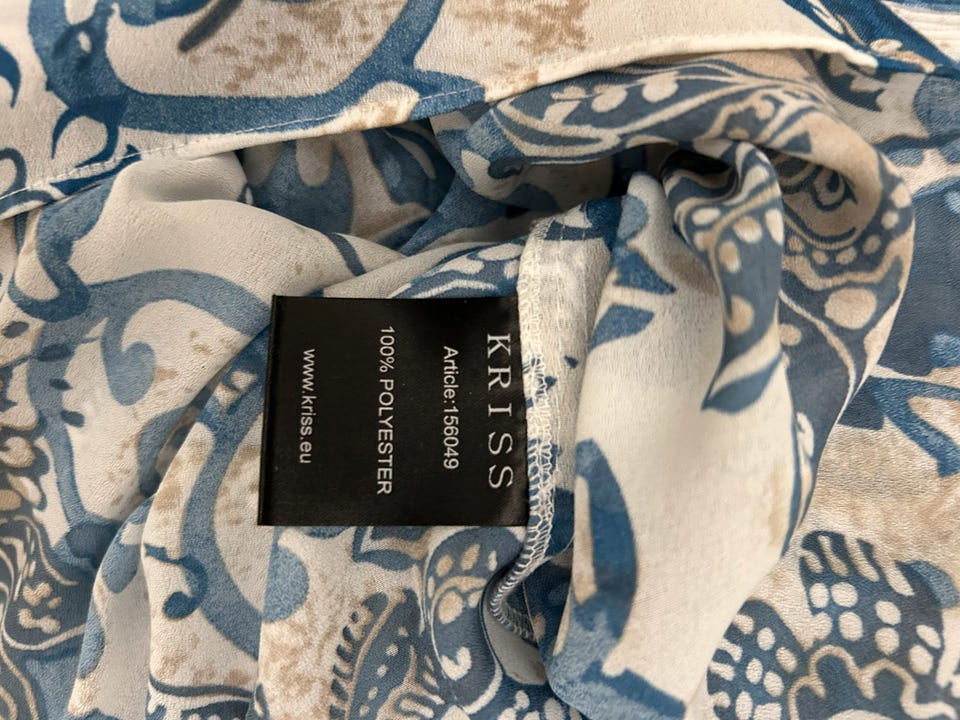 KRISS
Article:156049
100% POLYESTER
www.kriss.eu